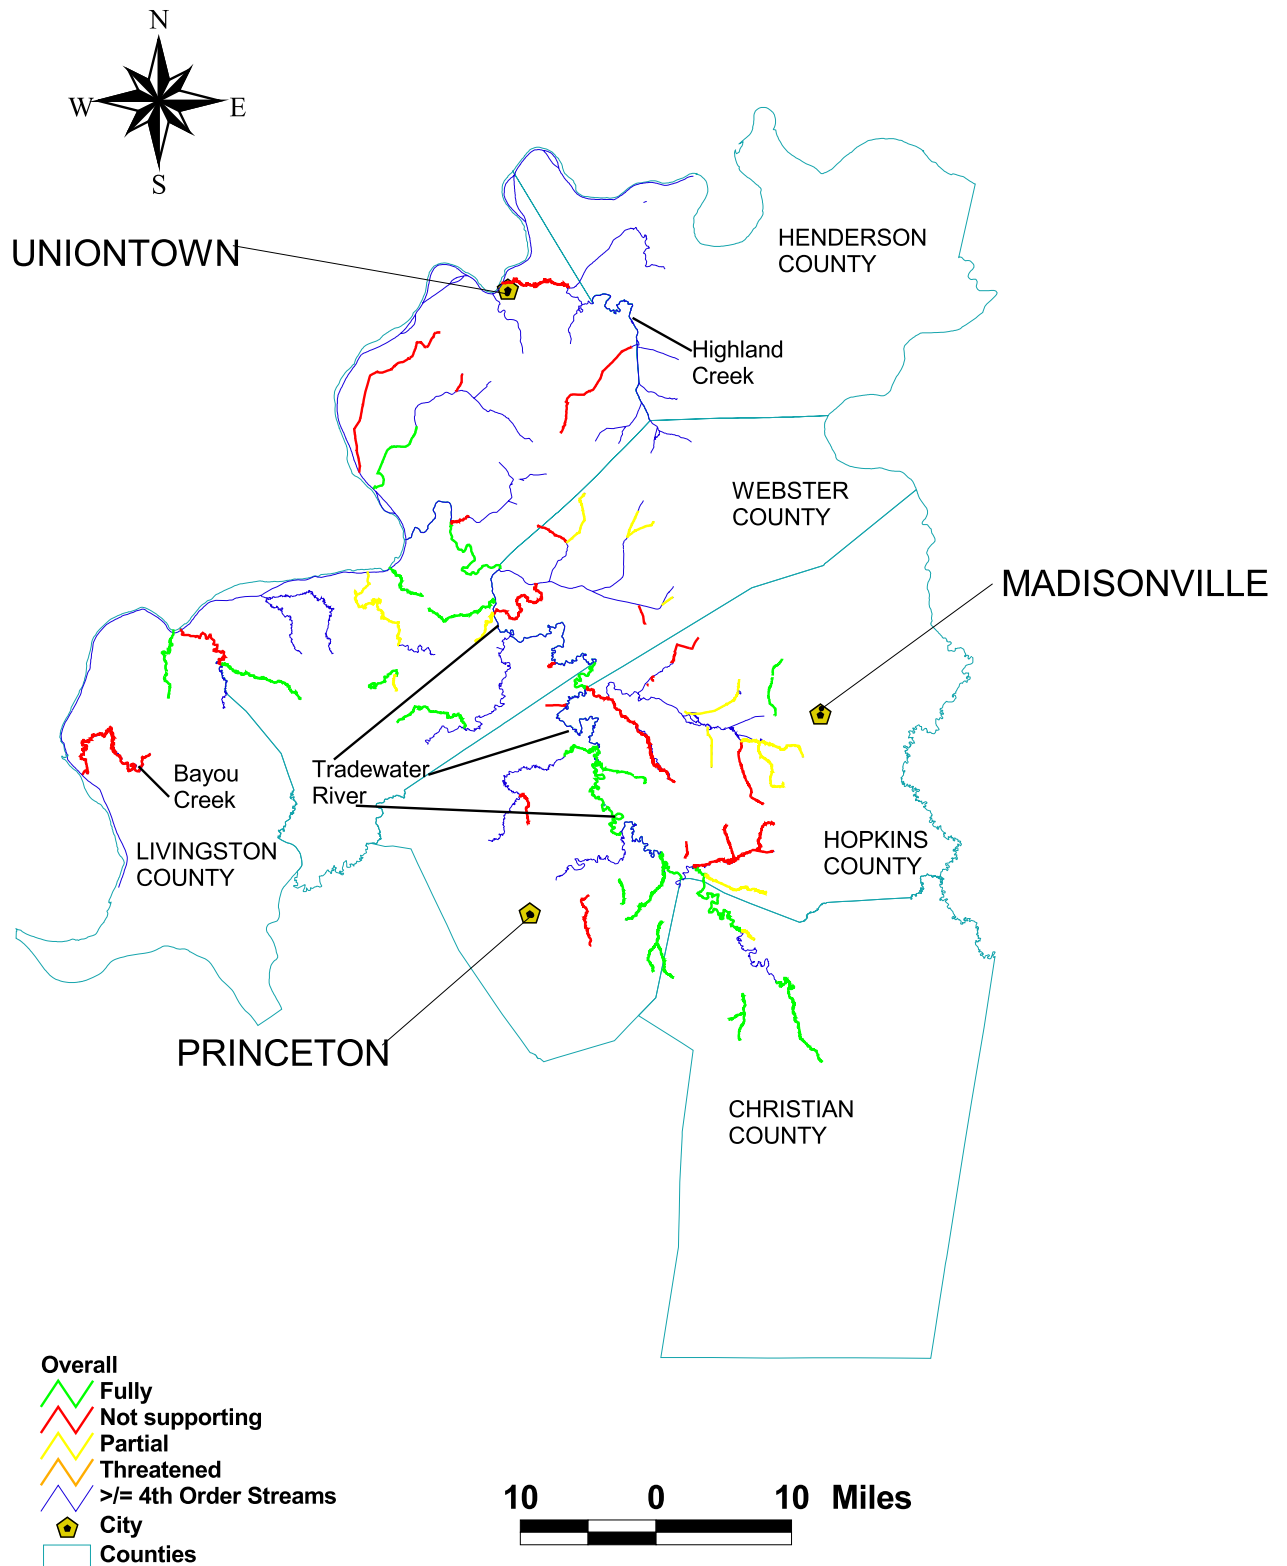 N
W
E
S
UNIONTOWN
HENDERSON
COUNTY
Highland
Creek
WEBSTER
COUNTY
MADISONVILLE
Tradewater
River
Bayou
Creek
LIVINGSTON
COUNTY
HOPKINS
COUNTY
PRINCETON
CHRISTIAN
COUNTY
Overall
Fully
Not supporting
Partial
Threatened
>/= 4th Order Streams
City
Counties
10 0 10 Miles